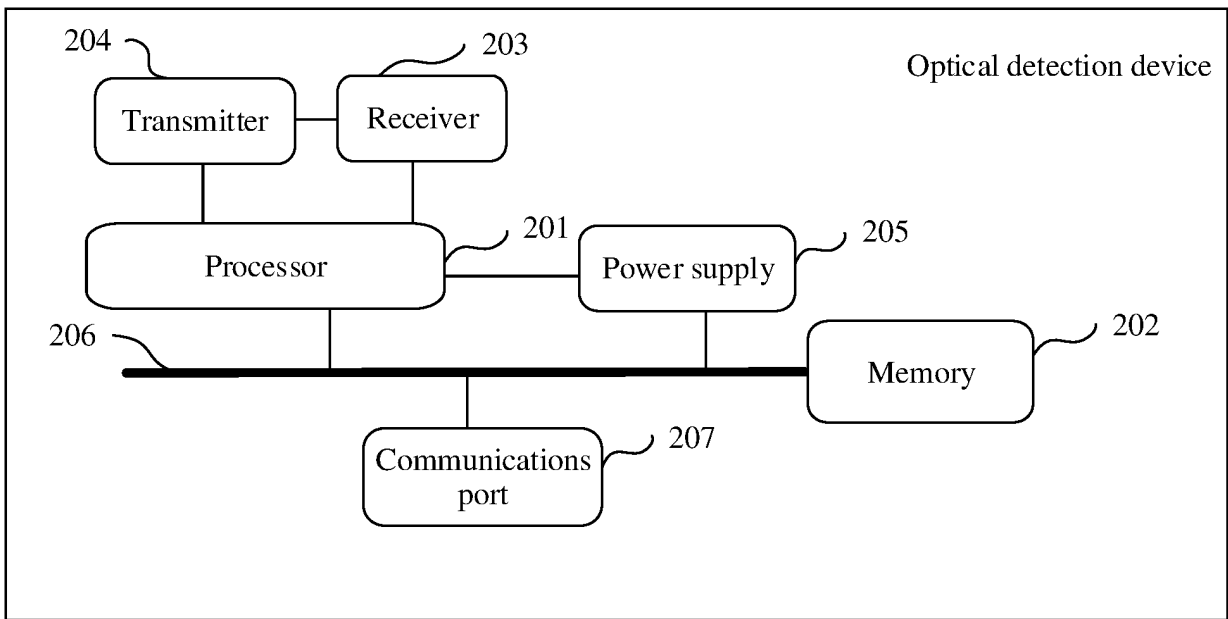 204
203
Optical detection device
Transmitter
Receiver
201
205
Processor
Power supply
206
202
Memory
207
Communications
port